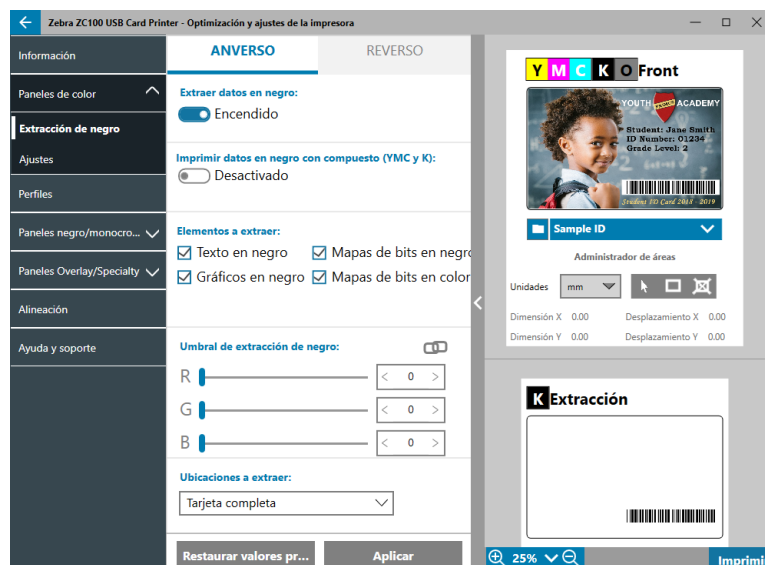 Zebra ZC100 USB Card Printer - Optimización y ajustes de la impresora
Información
Paneles de color
Extracción de negro
Ajustes
Perfiles
Paneles negro/monocro...
Paneles Overlay/Specialty
Alineación
Ayuda y soporte
ANVERSO
REVERSO
Extraer datos en negro:
Encendido
Imprimir datos en negro con compuesto (YMC y K):
Desactivado
Elementos a extraer:
Texto en negro
Mapas de bits en negro
Gráficos en negro
Mapas de bits en color
Umbral de extracción de negro:
R < 0 >
G < 0 >
B < 0 >
Ubicaciones a extraer:
Tarjeta completa
Restaurar valores pr...
Aplicar
Y M C K O Front
YOUTH ACADEMY
Student: Jane Smith
ID Number: 01234
Grade Level: 2
Student ID Card 2018 - 2019
Sample ID
Administrador de áreas
Unidades mm
Dimensión X 0.00 Desplazamiento X 0.00
Dimensión Y 0.00 Desplazamiento Y 0.00
K Extracción
25%
Imprimi